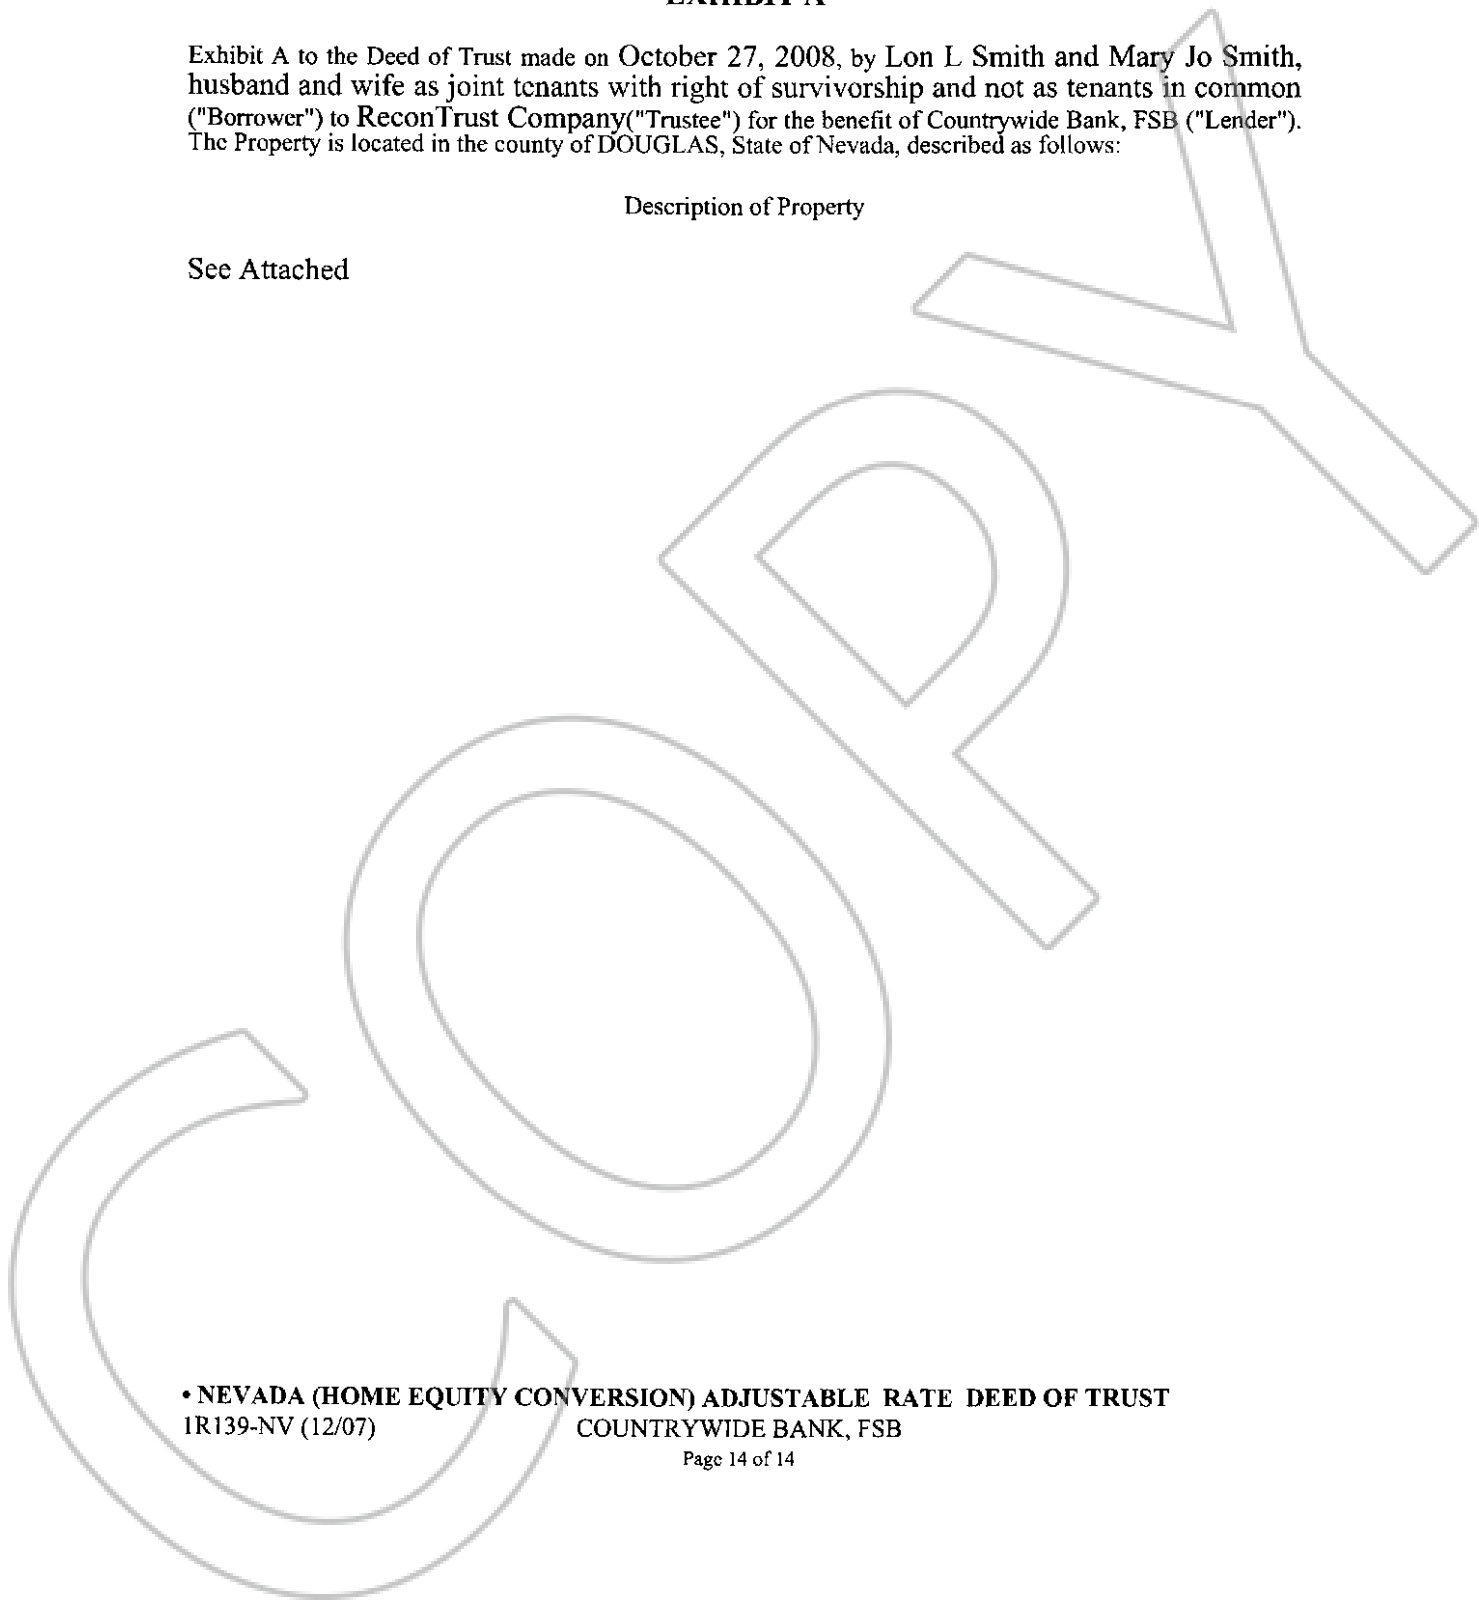 EXHIBIT A
Exhibit A to the Deed of Trust made on October 27, 2008, by Lon L Smith and Mary Jo Smith,
husband and wife as joint tenants with right of survivorship and not as tenants in common
("Borrower") to ReconTrust Company("Trustee") for the benefit of Countrywide Bank, FSB ("Lender").
The Property is located in the county of DOUGLAS, State of Nevada, described as follows:
Description of Property
See Attached
COPY
• NEVADA (HOME EQUITY CONVERSION) ADJUSTABLE RATE DEED OF TRUST
1R139-NV (12/07) COUNTRYWIDE BANK, FSB
Page 14 of 14